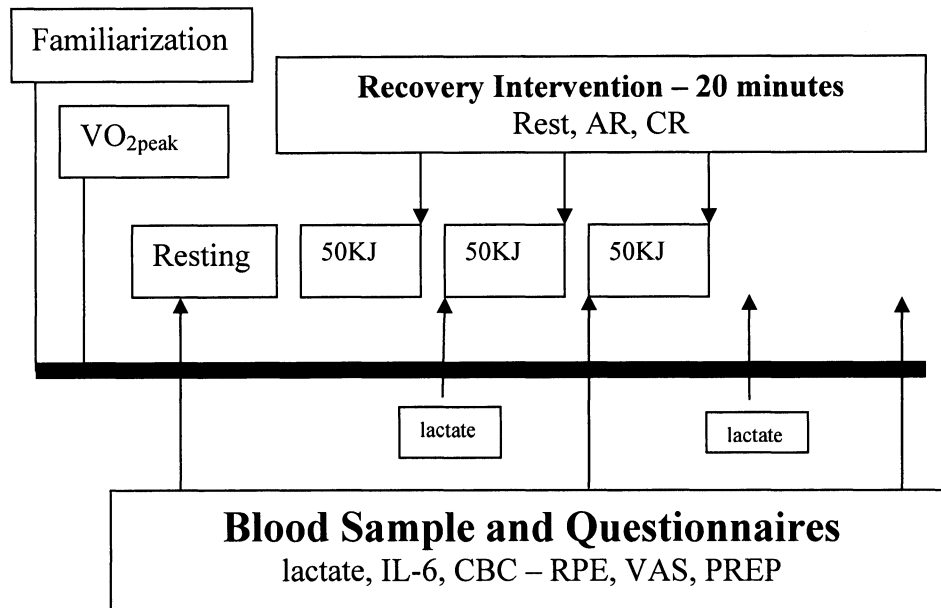 Familiarization
Recovery Intervention – 20 minutes
Rest, AR, CR
VO2peak
Resting
50KJ
50KJ
50KJ
lactate
lactate
Blood Sample and Questionnaires
lactate, IL-6, CBC – RPE, VAS, PREP